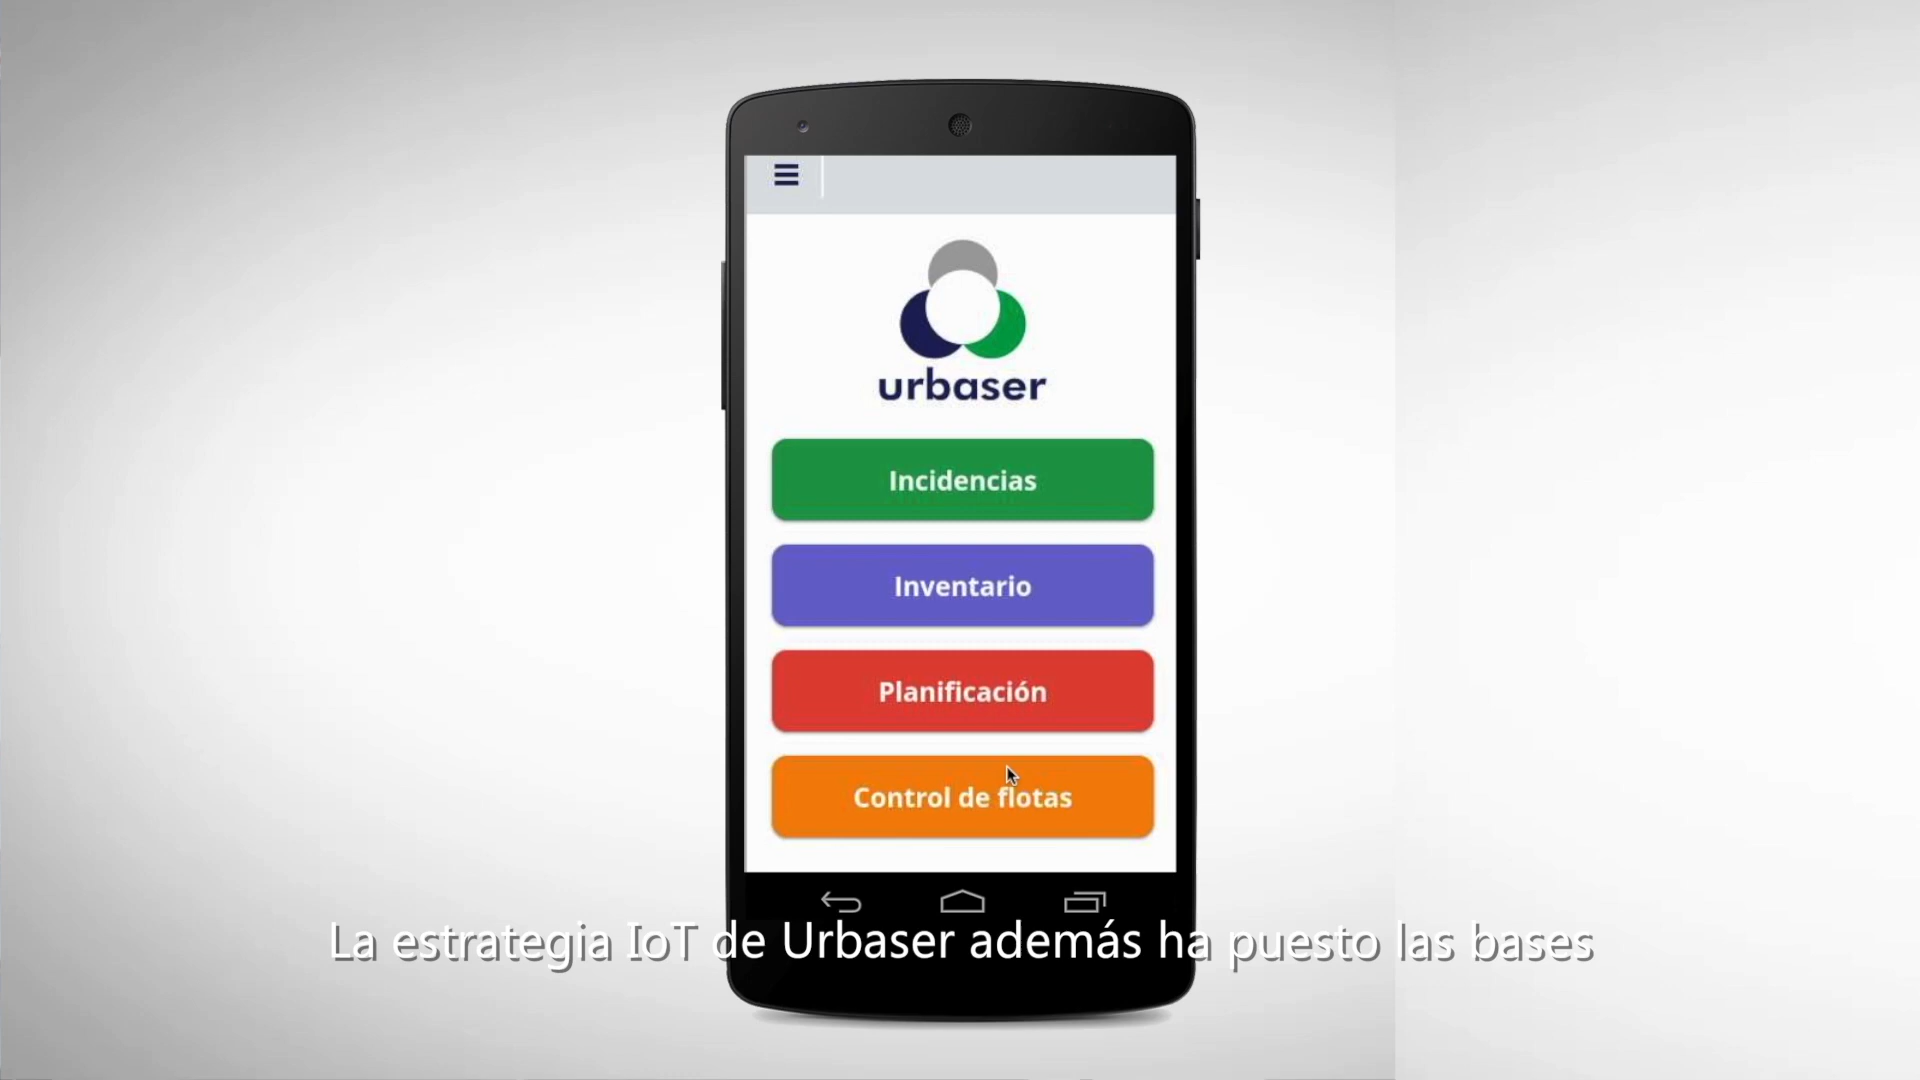 urbaser
Incidencias
Inventario
Planificación
Control de flotas
La estrategia IoT de Urbaser además ha puesto las bases